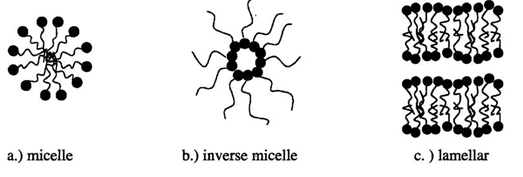 a.) micelle
b.) inverse micelle
c. ) lamellar